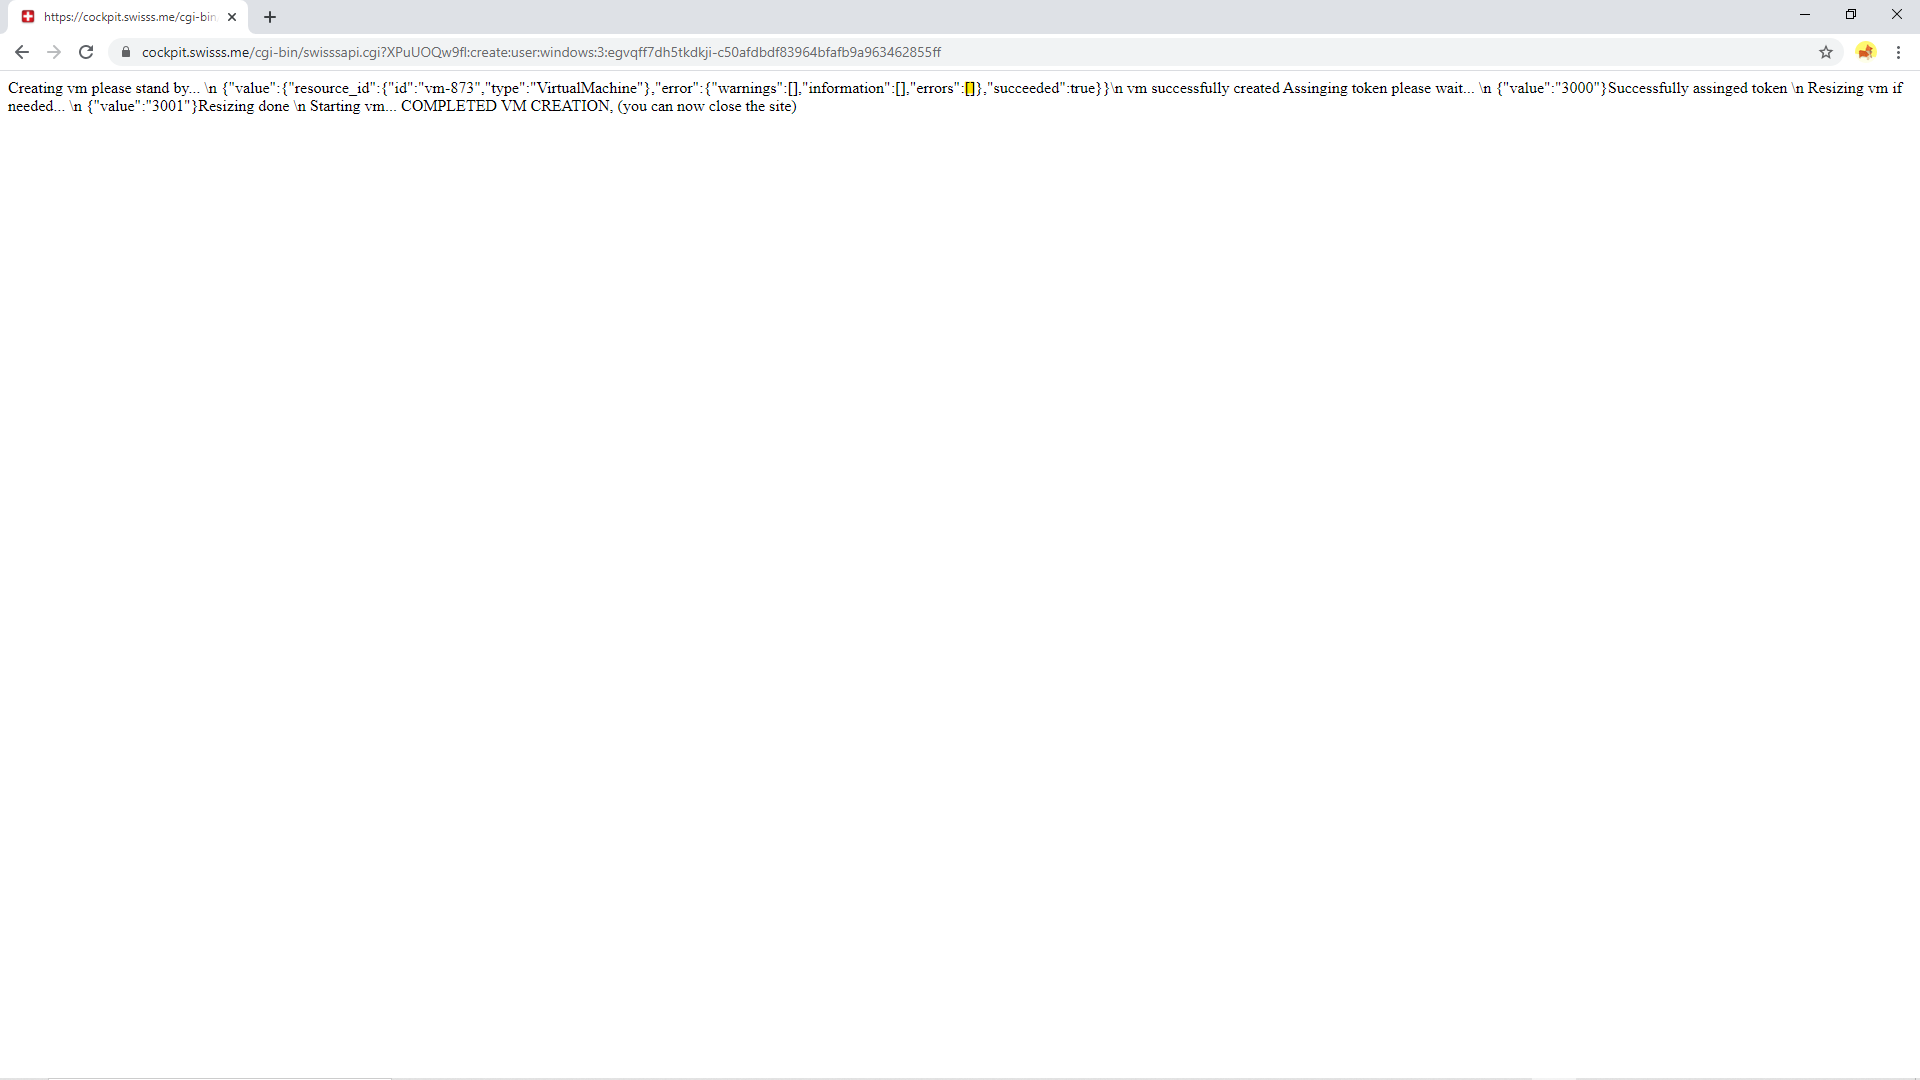 https://cockpit.swisss.me/cgi-bin
cockpit.swisss.me/cgi-bin/swisssapi.cgi?XPuUOQw9fl:create:user:windows:3:egvqff7dh5tkdkji-c50afdbdf83964bfafb9a963462855ff
Creating vm please stand by... \n {"value":{"resource_id":{"id":"vm-873","type":"VirtualMachine"},"error":{"warnings":[],"information":[],"errors":[]},"succeeded":true}}\n vm successfully created Assinging token please wait... \n {"value":"3000"}Successfully assinged token \n Resizing vm if
needed... \n {"value":"3001"}Resizing done \n Starting vm... COMPLETED VM CREATION, (you can now close the site)